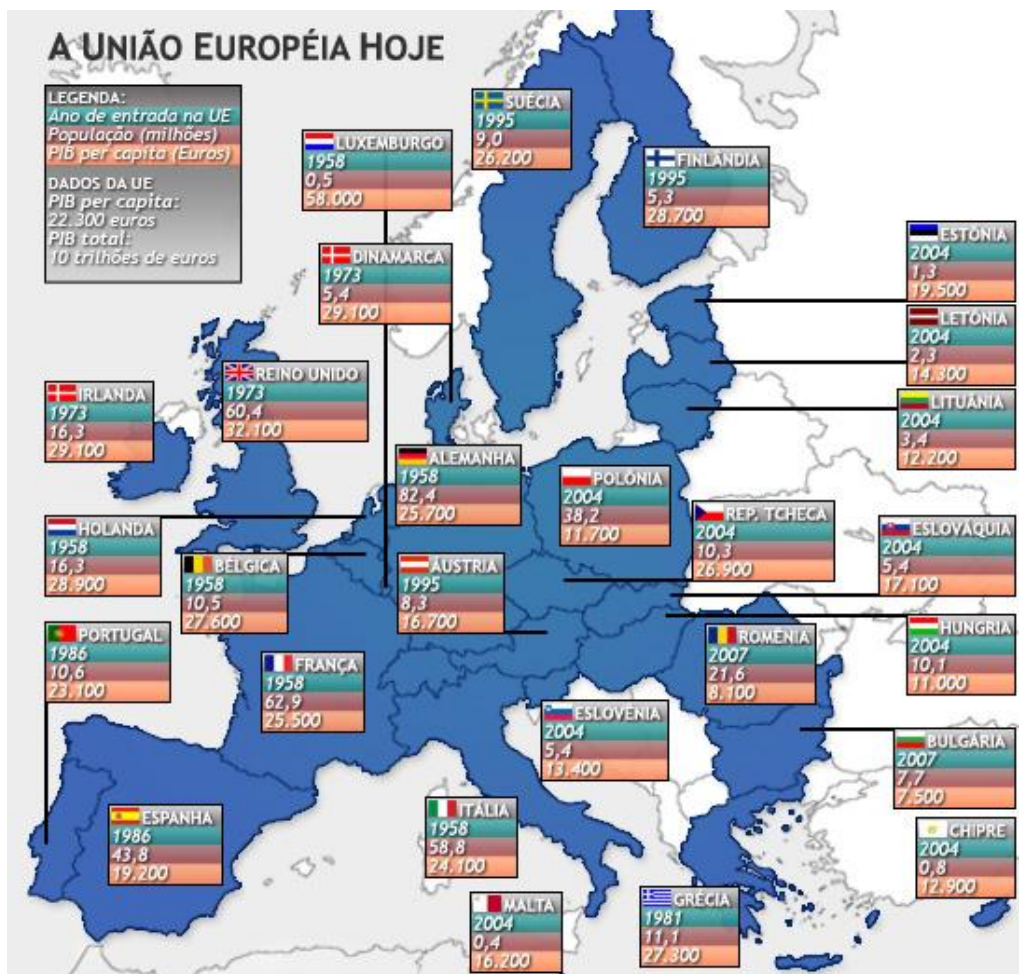 A UNIÃO EUROPÉIA HOJE
LEGENDA:
Ano de entrada na UE
População (milhões)
PIB per capita (Euros)
DADOS DA UE
PIB per capita:
22.300 euros
PIB total:
10 trilhões de euros
SUÉCIA
1995
9,0
26.200
LUXEMBURGO
1958
0,5
58.000
FINLANDIA
1995
5,3
28.700
DINAMARCA
1973
5,4
29.100
ESTÔNIA
2004
1,3
19.500
LETÔNIA
2004
2,3
14.300
REINO UNIDO
1973
60,4
32.100
IRLANDA
1973
16,3
29.100
LITUÂNIA
2004
3,4
12.200
ALEMANHA
1958
82,4
25.700
POLÔNIA
2004
38,2
11.700
REP. TCHECA
2004
10,3
26.900
HOLANDA
1958
16,3
28.900
ESLOVÁQUIA
2004
5,4
17.100
BÉLGICA
1958
10,5
27.600
ÁUSTRIA
1995
8,3
16.700
PORTUGAL
1986
10,6
23.100
HUNGRIA
2004
10,1
11.000
ROMÊNIA
2007
21,6
8.100
FRANÇA
1958
62,9
25.500
ESLOVÊNIA
2004
5,4
13.400
BULGÁRIA
2007
7,7
7.500
ESPANHA
1986
43,8
19.200
ITÁLIA
1958
58,8
24.100
CHIPRE
2004
0,8
12.900
MALTA
2004
0,4
16.200
GRÉCIA
1981
11,1
27.300